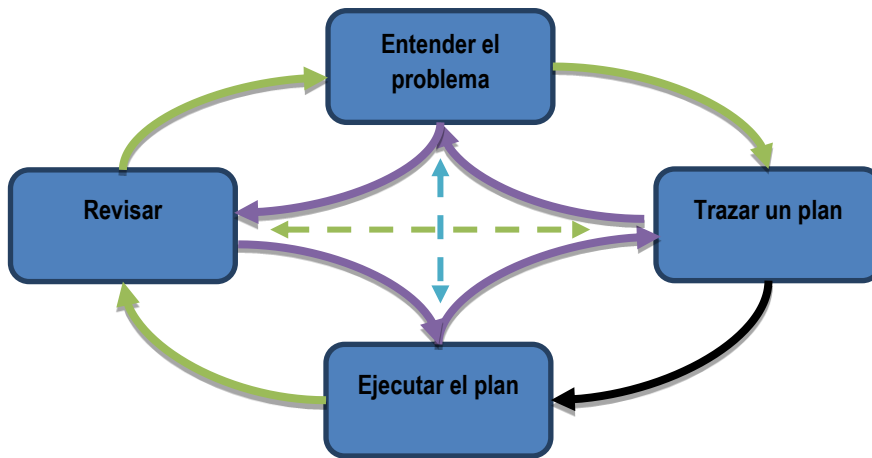 Entender el
problema
Revisar
Trazar un plan
Ejecutar el plan